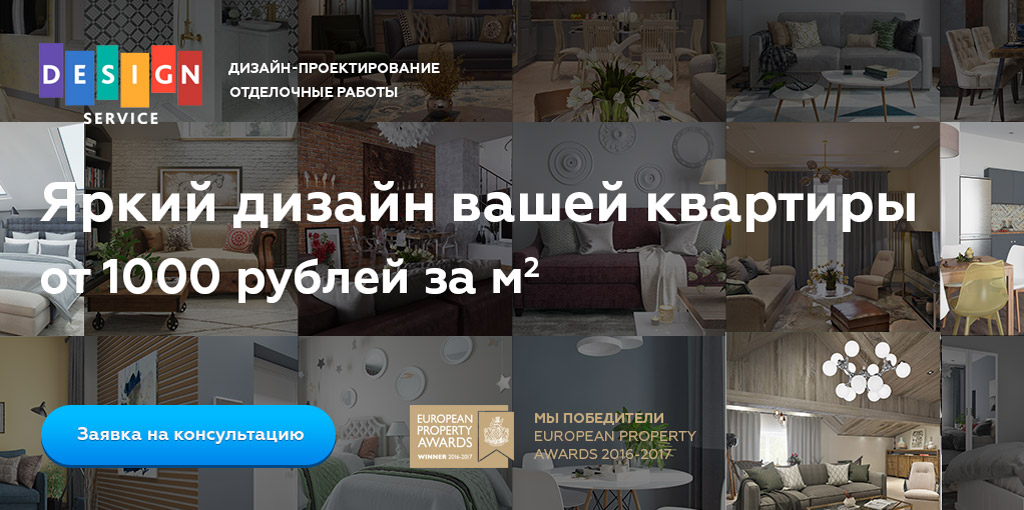 DESIGN
SERVICE
ДИЗАЙН-ПРОЕКТИРОВАНИЕ
ОТДЕЛОЧНЫЕ РАБОТЫ
Яркий дизайн вашей квартиры
от 1000 рублей за м²
Заявка на консультацию
EUROPEAN
PROPERTY
AWARDS
WINNER 2016-2017
МЫ ПОБЕДИТЕЛИ
EUROPEAN PROPERTY
AWARDS 2016-2017